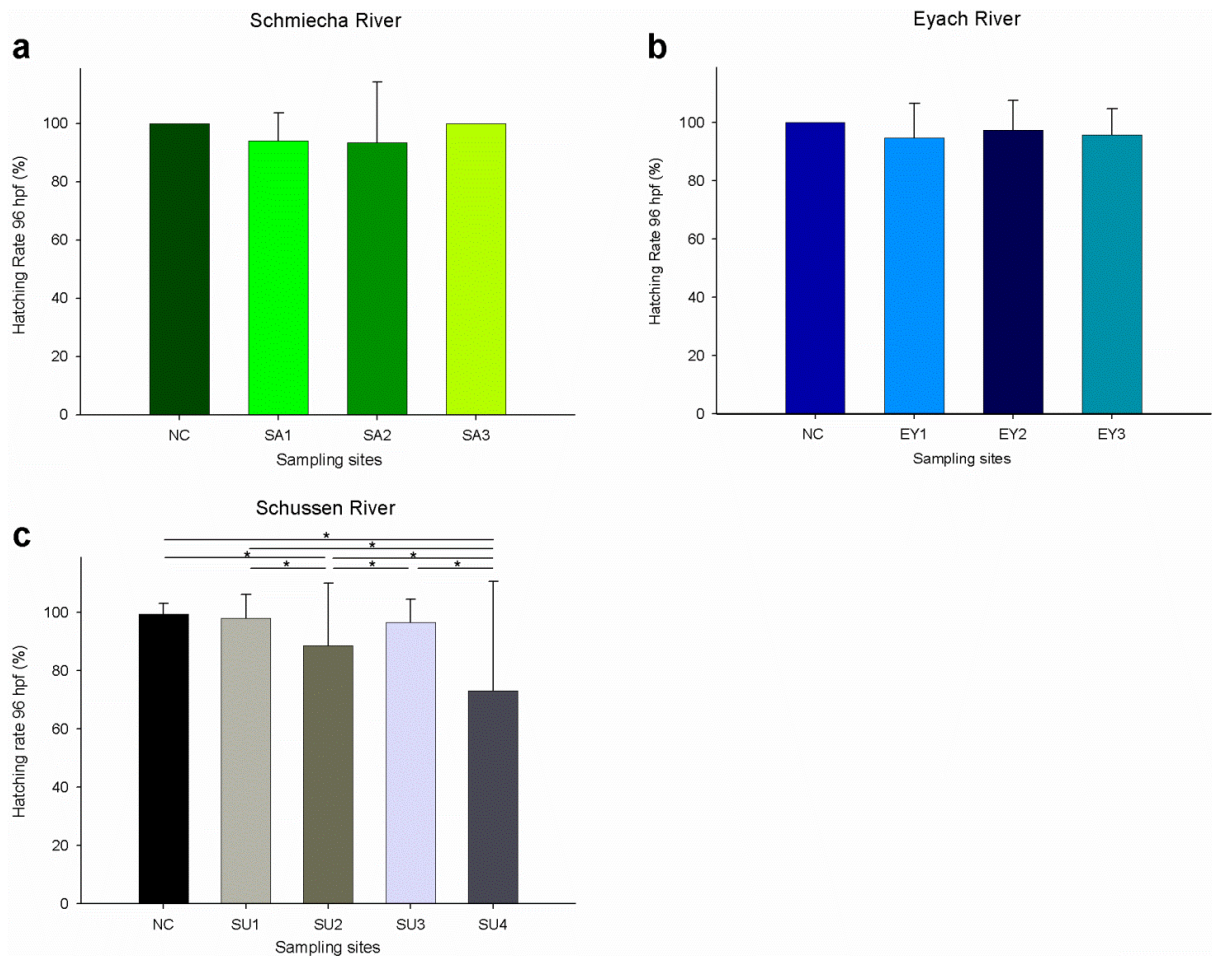 Schmiecha River
a
Hatching Rate 96 hpf (%)
100
80
60
40
20
0
NC SA1 SA2 SA3
Sampling sites
Eyach River
b
Hatching Rate 96 hpf (%)
100
80
60
40
20
0
NC EY1 EY2 EY3
Sampling sites
Schussen River
c
*
*
* *
* * *
Hatching rate 96 hpf (%)
100
80
60
40
20
0
NC SU1 SU2 SU3 SU4
Sampling sites